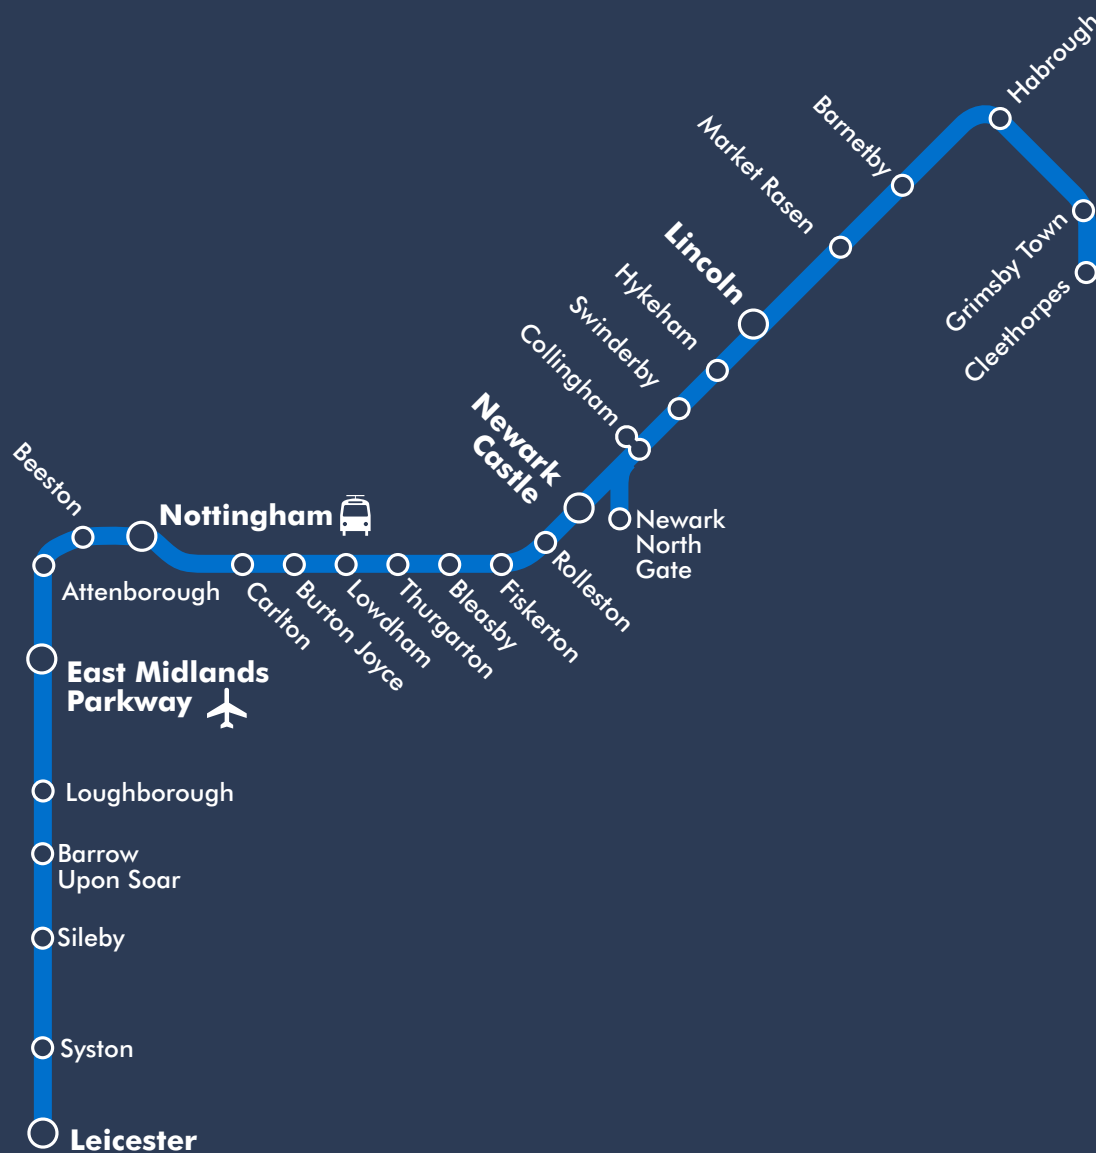 Habrough
Barnetby
Market Rasen
Lincoln
Grimsby Town
Cleethorpes
Hykeham
Swinderby
Collingham
Newark
Castle
Newark
North
Gate
Beeston
Nottingham
Attenborough
Carlton
Burton Joyce
Lowdham
Thurgarton
Bleasby
Fiskerton
Rolleston
East Midlands
Parkway
Loughborough
Barrow
Upon Soar
Sileby
Syston
Leicester